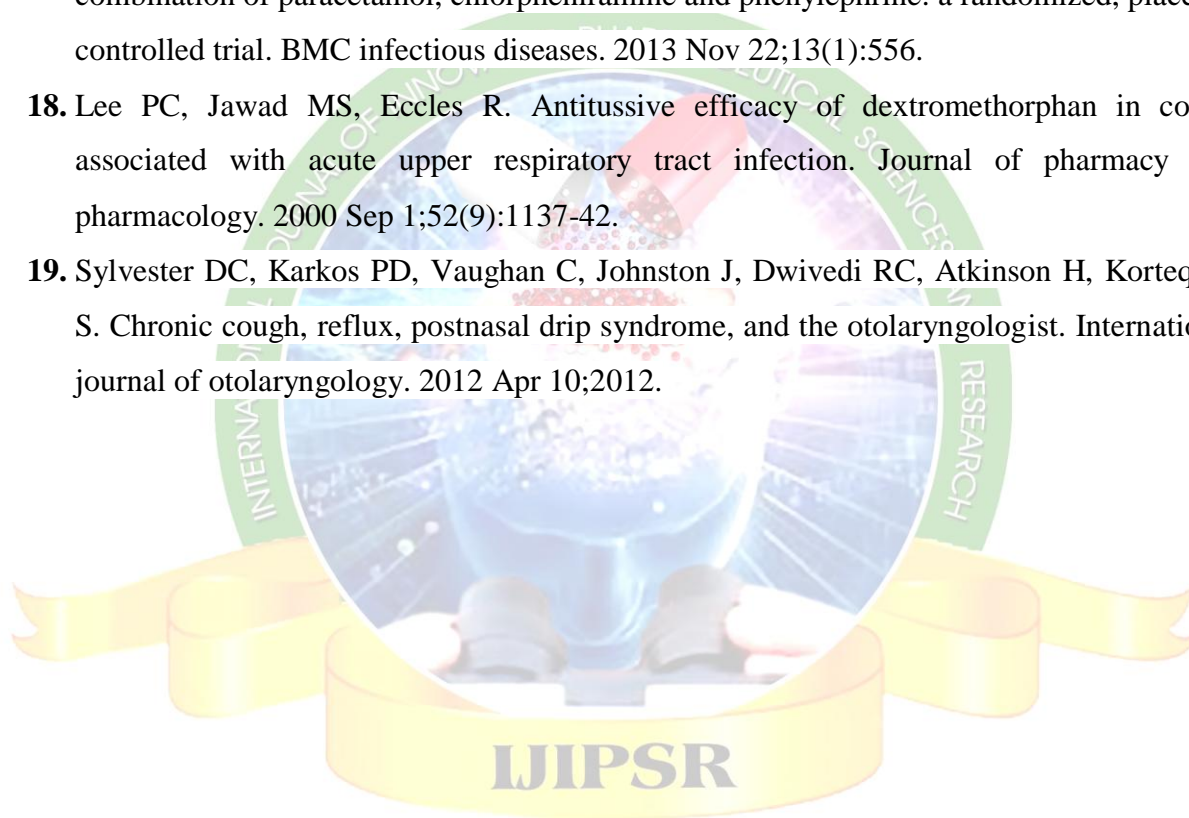 combination of paracetamol, chlorpheniramine and phenylephrine: a randomized, place
controlled trial. BMC infectious diseases. 2013 Nov 22;13(1):556.
18. Lee PC, Jawad MS, Eccles R. Antitussive efficacy of dextromethorphan in co
associated with acute upper respiratory tract infection. Journal of pharmacy
pharmacology. 2000 Sep 1;52(9):1137-42.
19. Sylvester DC, Karkos PD, Vaughan C, Johnston J, Dwivedi RC, Atkinson H, Korteq
S. Chronic cough, reflux, postnasal drip syndrome, and the otolaryngologist. Internatio
journal of otolaryngology. 2012 Apr 10;2012.
OF
SCIENCES
RESEARCH
IJIPSR